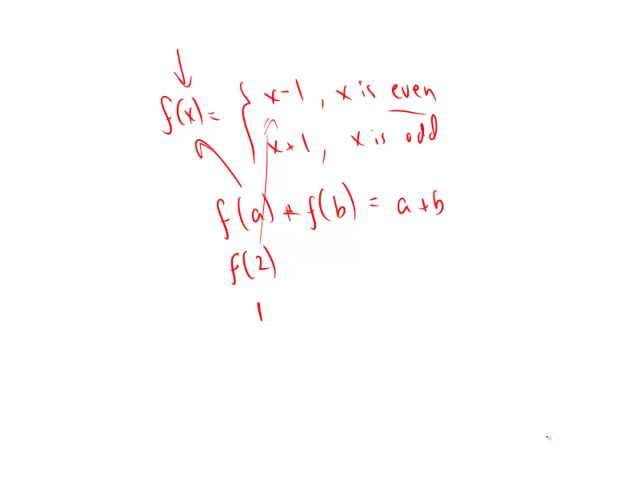 f(x) = { x-1 , x is even
x+1 , x is odd
f(a) + f(b) = a+b
f(2)
1